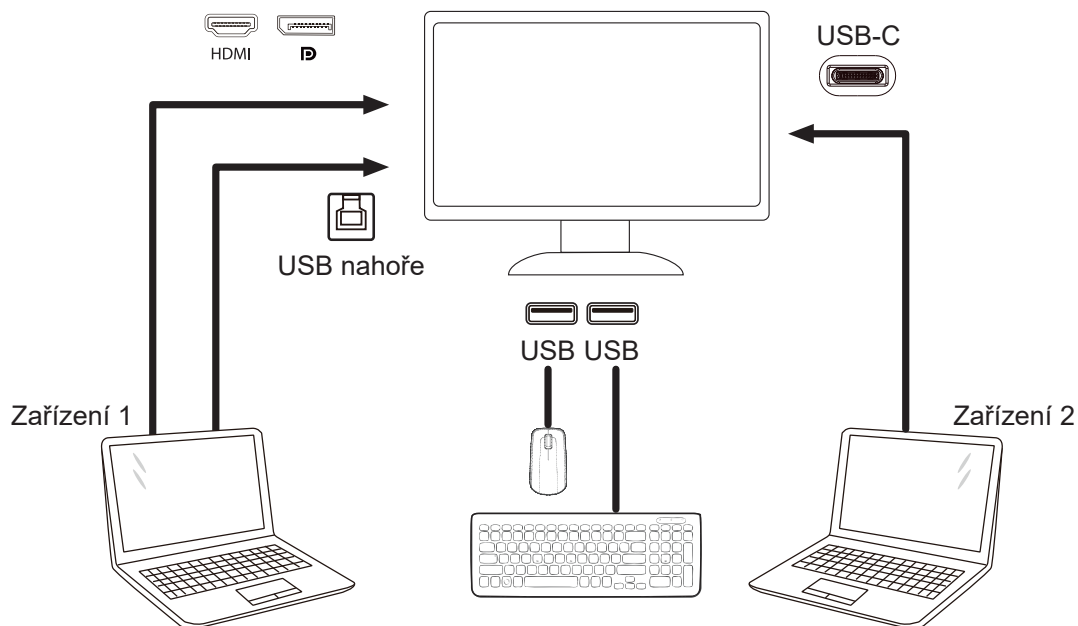 HDMI
USB-C
USB nahoře
USB USB
Zařízení 1
Zařízení 2